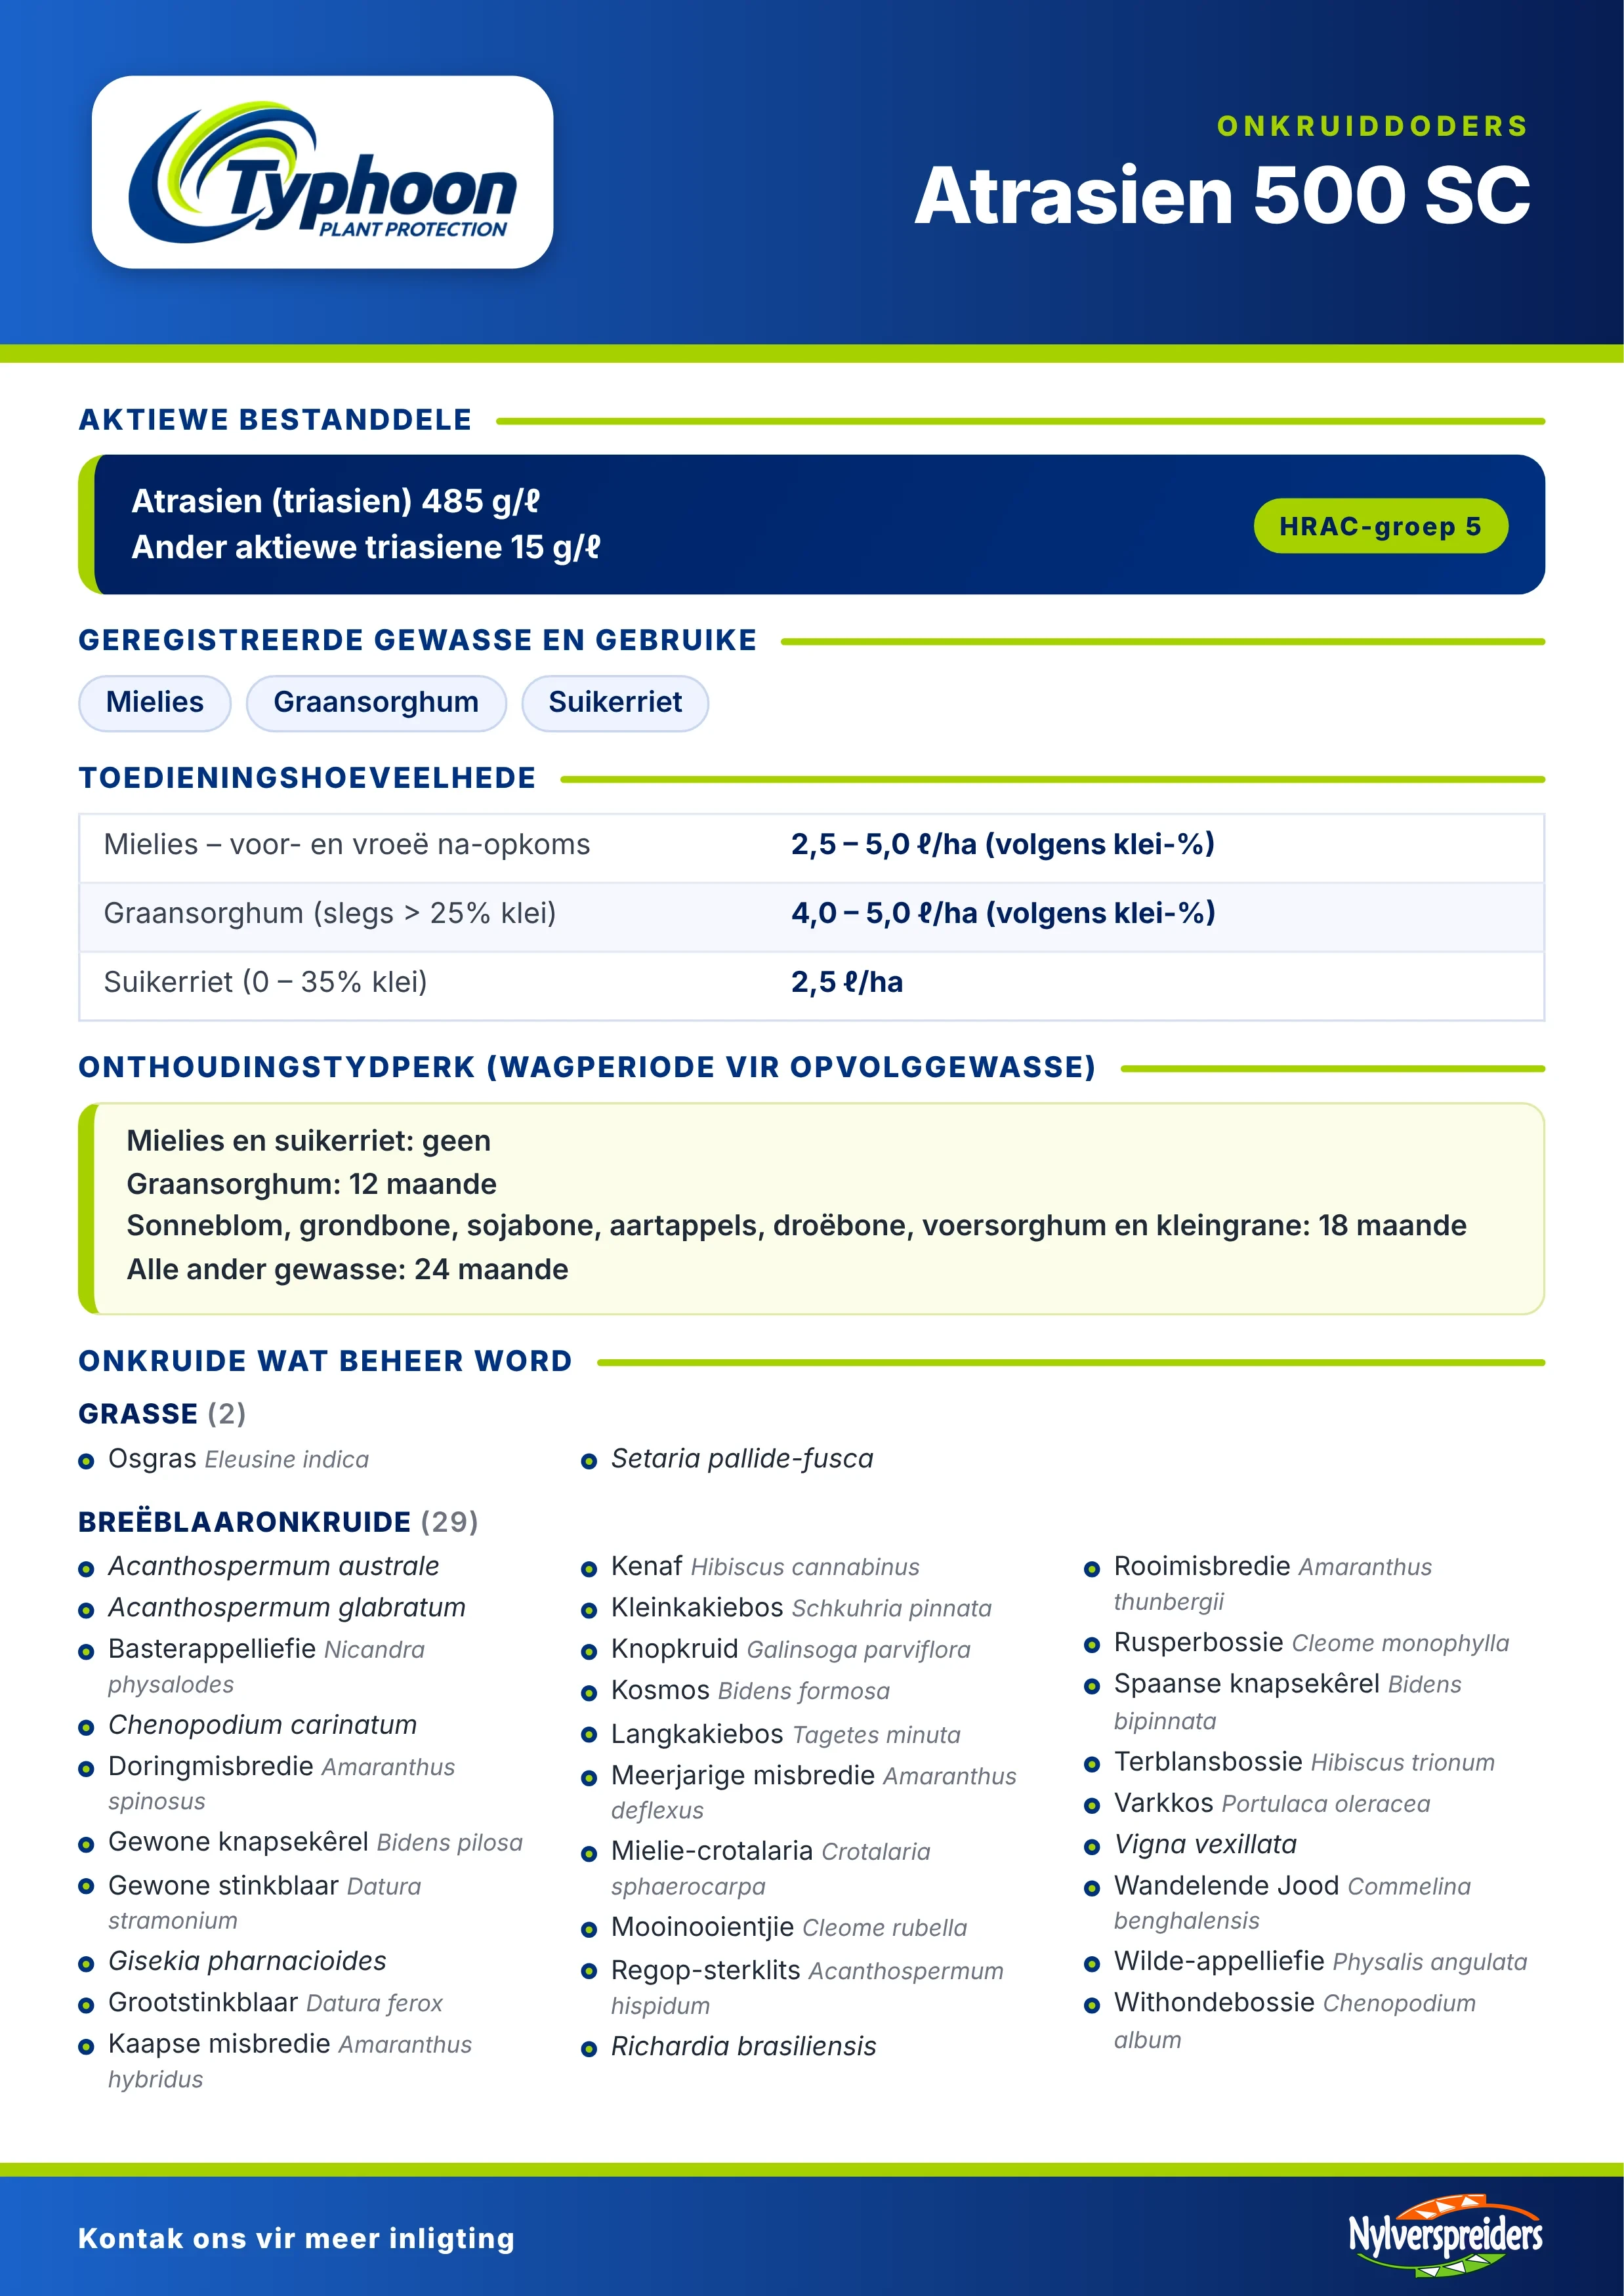 Typhoon
PLANT PROTECTION
ONKRUIDDODERS
Atrasien 500 SC
AKTIEWE BESTANDDELE
Atrasien (triasien) 485 g/ℓ
Ander aktiewe triasiene 15 g/ℓ
HRAC-groep 5
GEREGISTREERDE GEWASSE EN GEBRUIKE
Mielies
Graansorghum
Suikerriet
TOEDIENINGSHOEVEELHEDE
Mielies – voor- en vroeë na-opkoms 2,5 – 5,0 ℓ/ha (volgens klei-%)
Graansorghum (slegs > 25% klei) 4,0 – 5,0 ℓ/ha (volgens klei-%)
Suikerriet (0 – 35% klei) 2,5 ℓ/ha
ONTHOUDINGSTYDPERK (WAGPERIODE VIR OPVOLGGEWASSE)
Mielies en suikerriet: geen
Graansorghum: 12 maande
Sonneblom, grondbone, sojabone, aartappels, droëbone, voersorghum en kleingrane: 18 maande
Alle ander gewasse: 24 maande
ONKRUIDE WAT BEHEER WORD
GRASSE (2)
Osgras Eleusine indica
Setaria pallide-fusca
BREËBLAARONKRUIDE (29)
Acanthospermum australe
Acanthospermum glabratum
Basterappelliefie Nicandra
physalodes
Chenopodium carinatum
Doringmisbredie Amaranthus
spinosus
Gewone knapsekêrel Bidens pilosa
Gewone stinkblaar Datura
stramonium
Gisekia pharnacioides
Grootstinkblaar Datura ferox
Kaapse misbredie Amaranthus
hybridus
Kenaf Hibiscus cannabinus
Kleinkakiebos Schkuhria pinnata
Knopkruid Galinsoga parviflora
Kosmos Bidens formosa
Langkakiebos Tagetes minuta
Meerjarige misbredie Amaranthus
deflexus
Mielie-crotalaria Crotalaria
sphaerocarpa
Mooinooientjie Cleome rubella
Regop-sterklits Acanthospermum
hispidum
Richardia brasiliensis
Rooimisbredie Amaranthus
thunbergii
Rusperbossie Cleome monophylla
Spaanse knapsekêrel Bidens
bipinnata
Terblansbossie Hibiscus trionum
Varkkos Portulaca oleracea
Vigna vexillata
Wandelende Jood Commelina
benghalensis
Wilde-appelliefie Physalis angulata
Withondebossie Chenopodium
album
Kontak ons vir meer inligting
Nylverspreiders